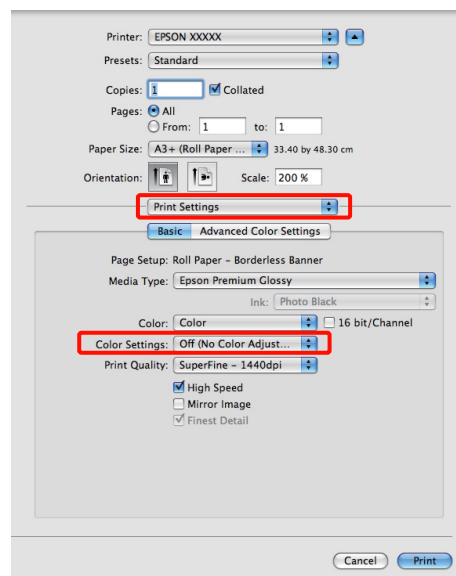 Printer: EPSON XXXXX
Presets: Standard
Copies: 1 Collated
Pages: All
From: 1 to: 1
Paper Size: A3+ (Roll Paper ... 33.40 by 48.30 cm
Orientation: Scale: 200 %
Print Settings
Basic Advanced Color Settings
Page Setup: Roll Paper - Borderless Banner
Media Type: Epson Premium Glossy
Ink: Photo Black
Color: Color 16 bit/Channel
Color Settings: Off (No Color Adjust...
Print Quality: SuperFine - 1440dpi
High Speed
Mirror Image
Finest Detail
Cancel Print